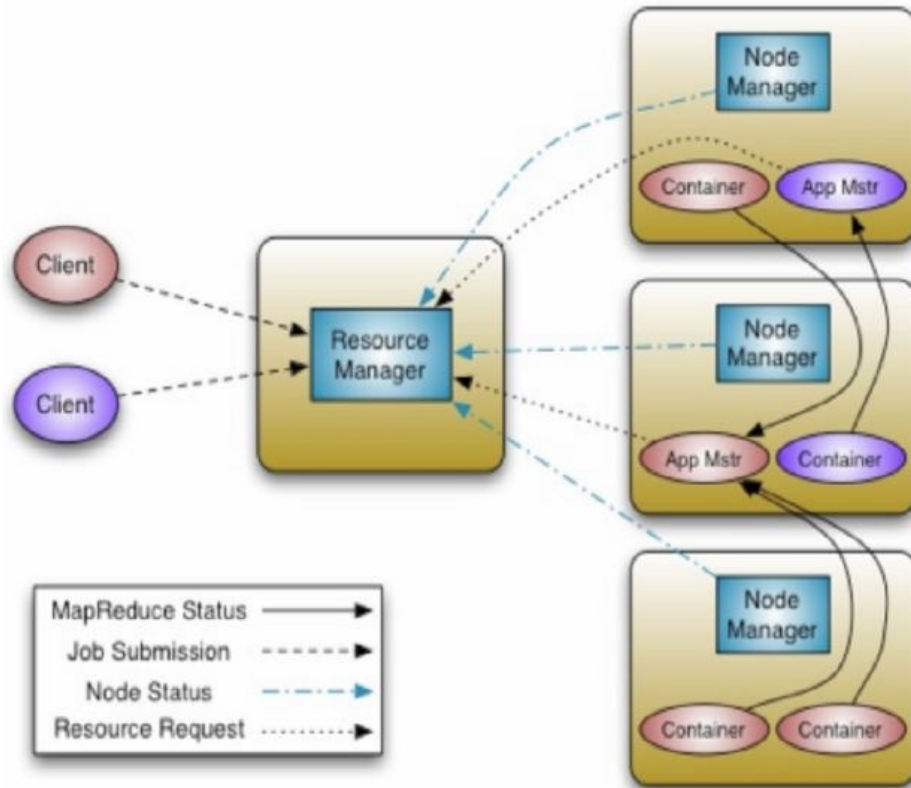 Node
Manager
Container
App Mstr
Client
Client
Resource
Manager
Node
Manager
App Mstr
Container
Node
Manager
Container
Container
MapReduce Status
Job Submission
Node Status
Resource Request